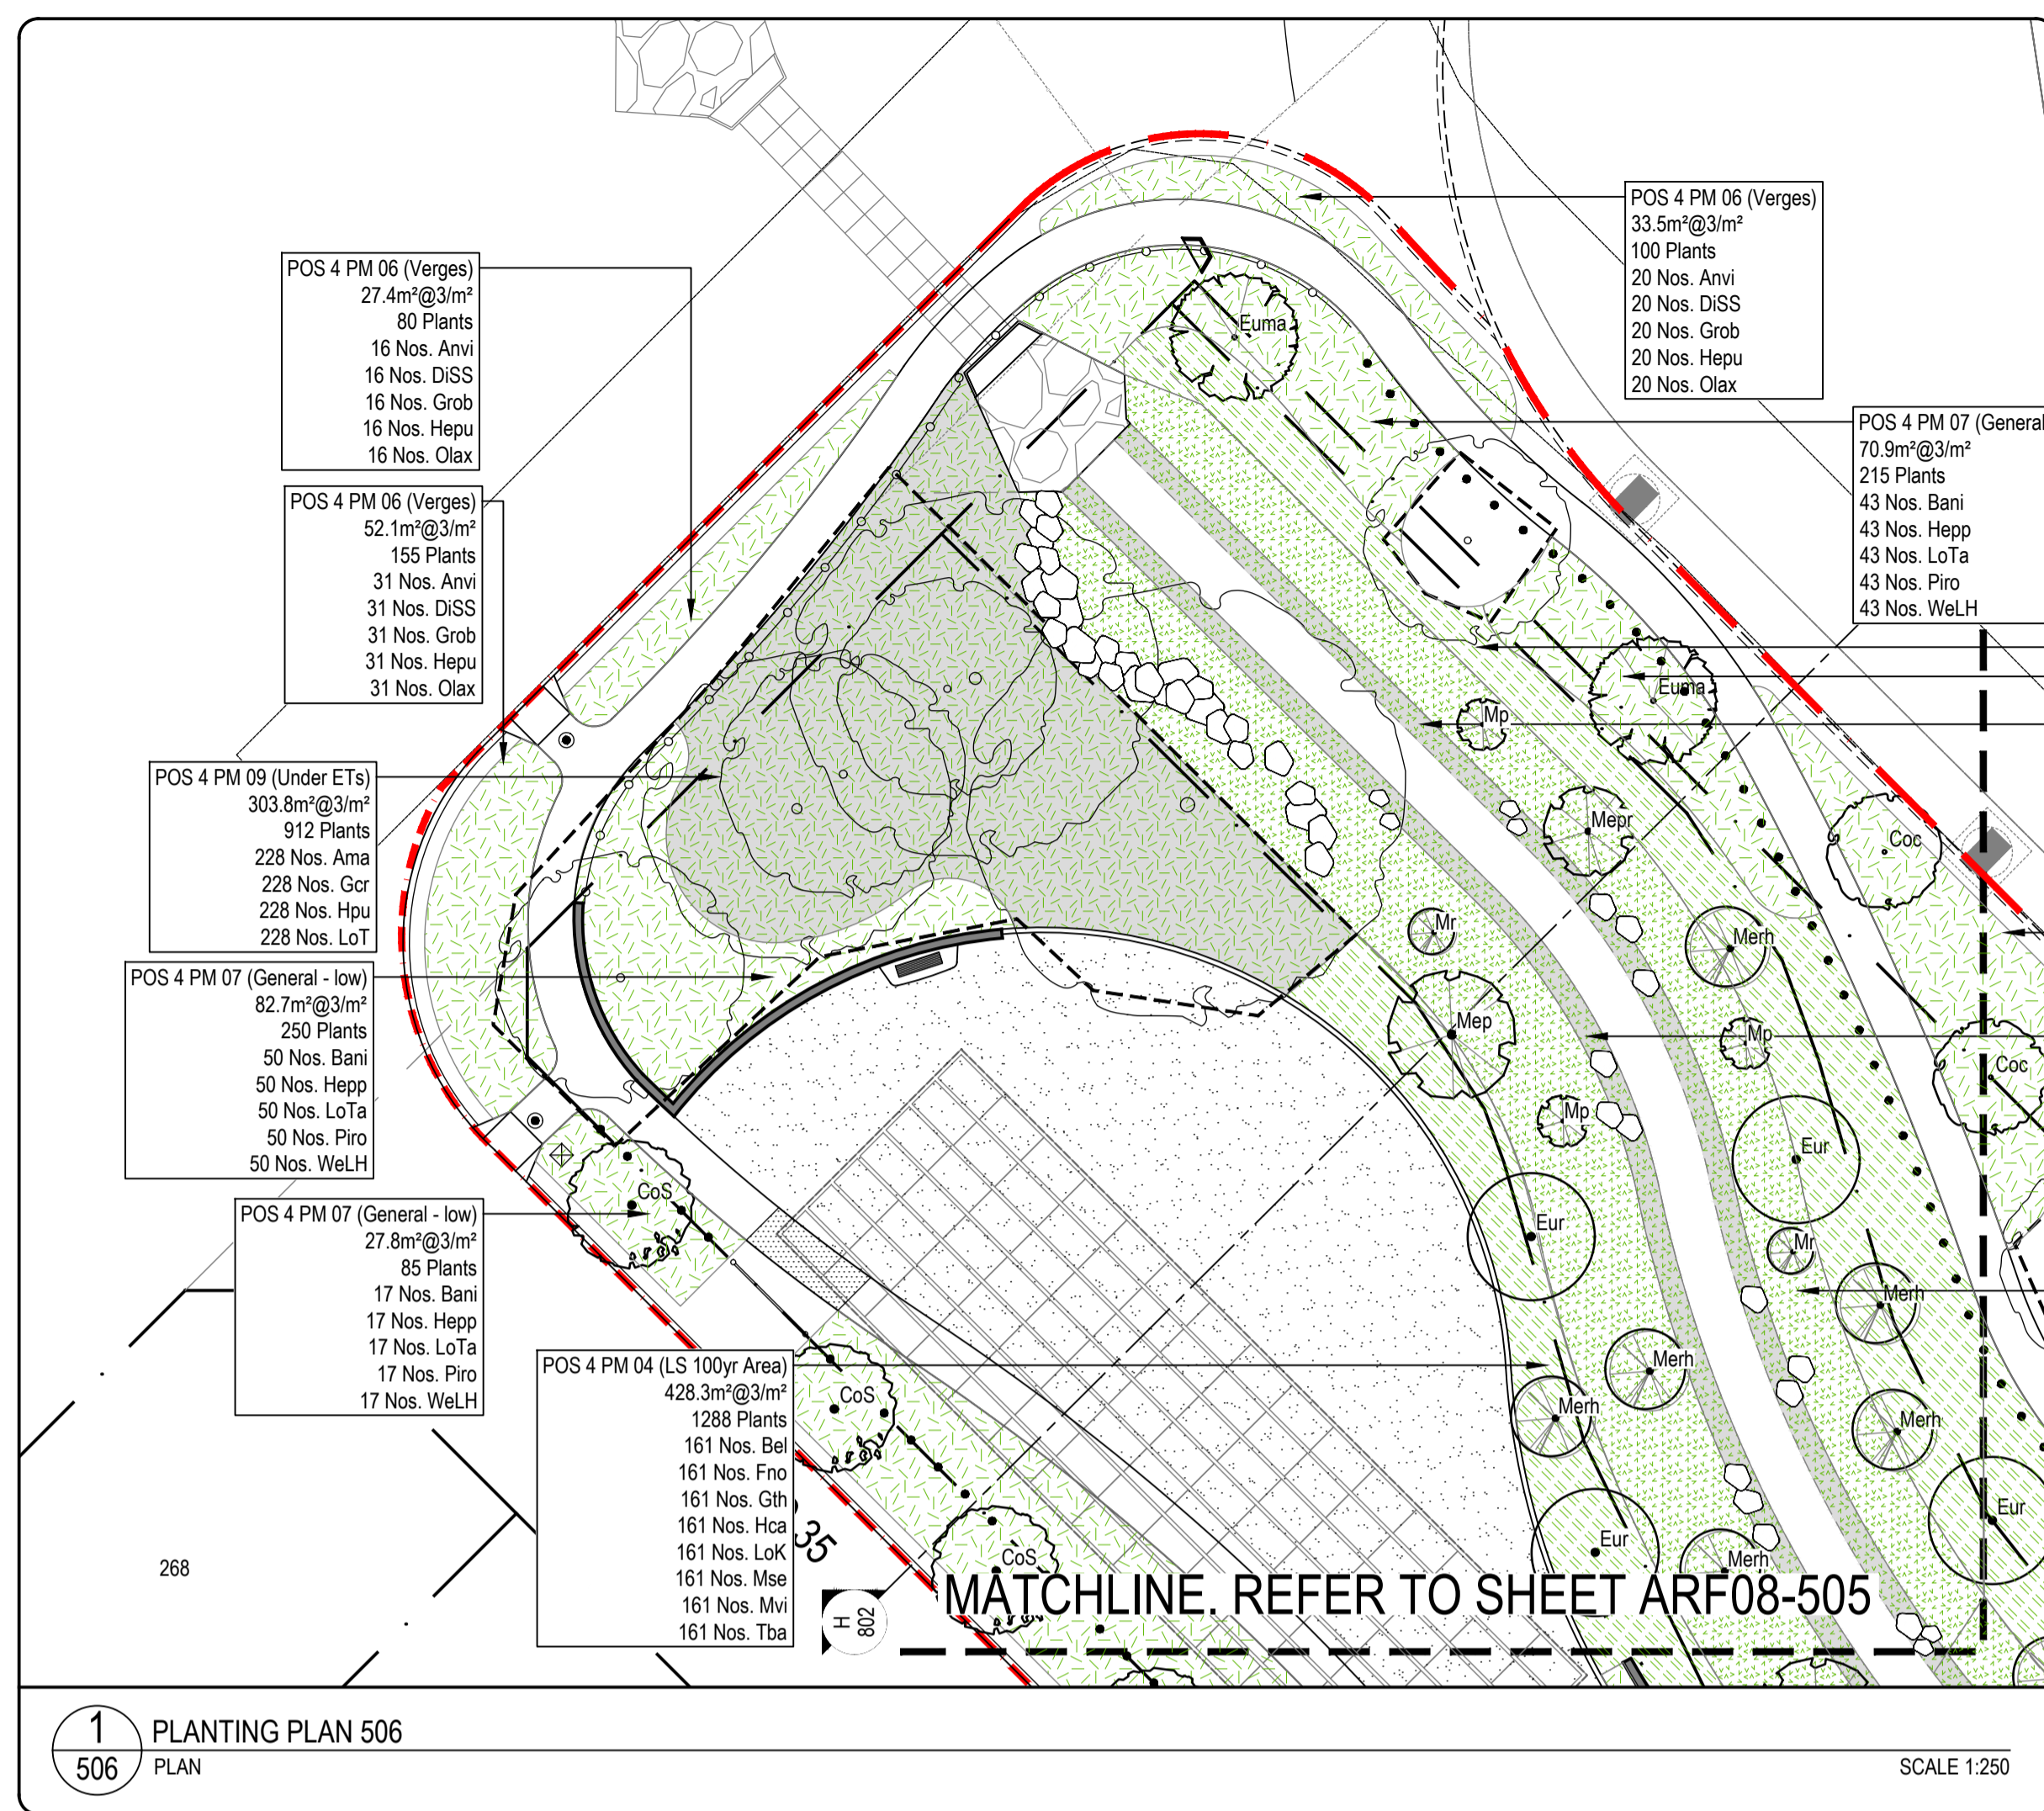 POS 4 PM 06 (Verges)
27.4m²@3/m²
80 Plants
16 Nos. Anvi
16 Nos. DiSS
16 Nos. Grob
16 Nos. Hepu
16 Nos. Olax
POS 4 PM 06 (Verges)
52.1m²@3/m²
155 Plants
31 Nos. Anvi
31 Nos. DiSS
31 Nos. Grob
31 Nos. Hepu
31 Nos. Olax
POS 4 PM 09 (Under ETs)
303.8m²@3/m²
912 Plants
228 Nos. Ama
228 Nos. Gcr
228 Nos. Hpu
228 Nos. LoT
POS 4 PM 07 (General - low)
82.7m²@3/m²
250 Plants
50 Nos. Bani
50 Nos. Hepp
50 Nos. LoTa
50 Nos. Piro
50 Nos. WeLH
POS 4 PM 07 (General - low)
27.8m²@3/m²
85 Plants
17 Nos. Bani
17 Nos. Hepp
17 Nos. LoTa
17 Nos. Piro
17 Nos. WeLH
POS 4 PM 04 (LS 100yr Area)
428.3m²@3/m²
1288 Plants
161 Nos. Bel
161 Nos. Fno
161 Nos. Gth
161 Nos. Hca
161 Nos. LoK
161 Nos. Mse
161 Nos. Mvi
161 Nos. Tba
POS 4 PM 06 (Verges)
33.5m²@3/m²
100 Plants
20 Nos. Anvi
20 Nos. DiSS
20 Nos. Grob
20 Nos. Hepu
20 Nos. Olax
POS 4 PM 07 (General
70.9m²@3/m²
215 Plants
43 Nos. Bani
43 Nos. Hepp
43 Nos. LoTa
43 Nos. Piro
43 Nos. WeLH
Euma
Euma
Mp
Mepr
Coc
Mr
Merh
Mep
Mp
Coc
Mp
Eur
CoS
Eur
Mr
Merh
Merh
CoS
Merh
Merh
Eur
Eur
CoS
Merh
35
268
H
802
MATCHLINE. REFER TO SHEET ARF08-505
1
506
PLANTING PLAN 506
PLAN
SCALE 1:250